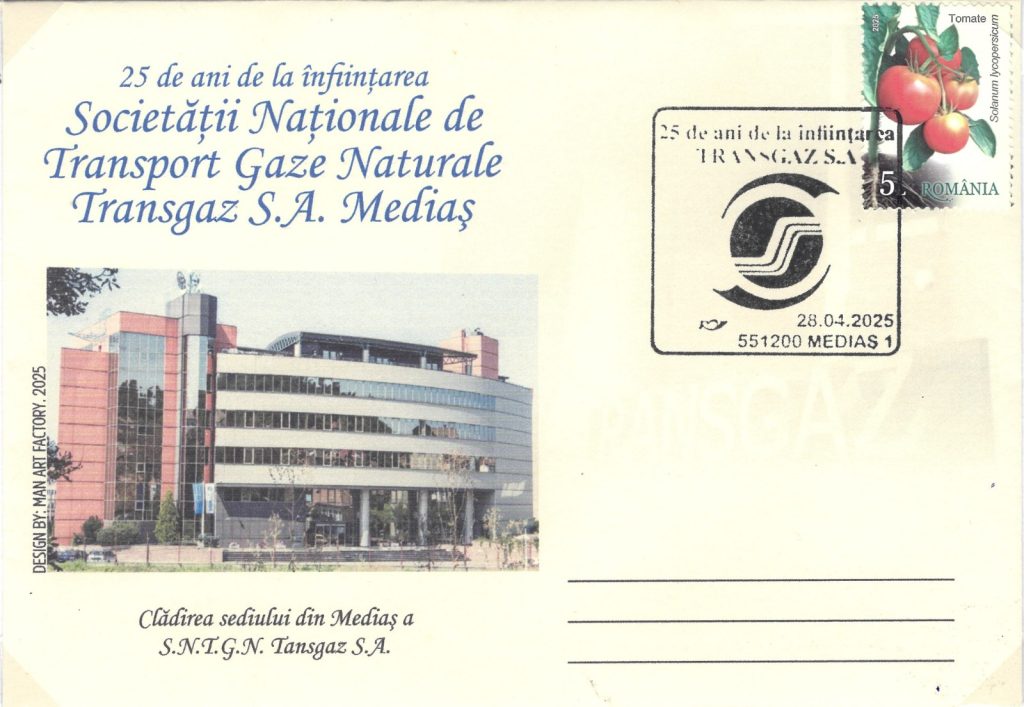 25 de ani de la înființarea
Societății Naționale de
Transport Gaze Naturale
Transgaz S.A. Mediaș
2025
Tomate
Solanum lycopersicum
5L
ROMÂNIA
25 de ani de la înființarea
TRANSGAZ S.A
28.04.2025
551200 MEDIAȘ 1
TRANSGAZ
DESIGN BY: MAN ART FACTORY. 2025
Clădirea sediului din Mediaș a
S.N.T.G.N. Tansgaz S.A.